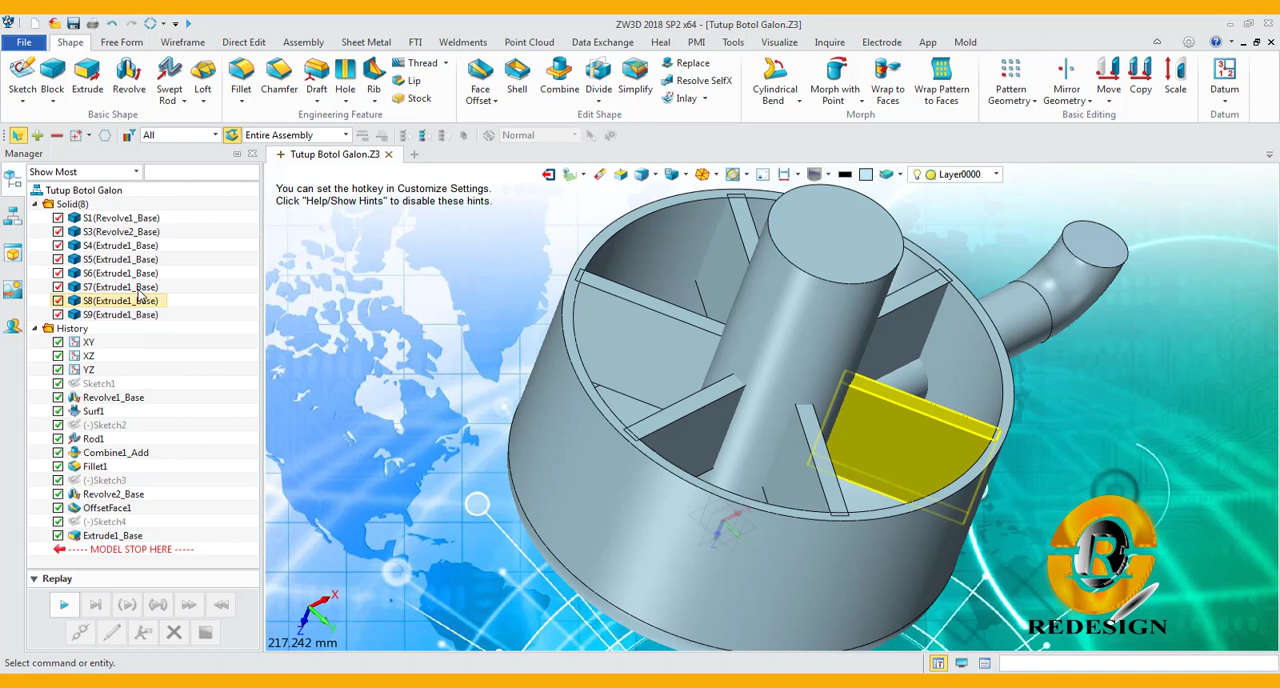 ZW3D 2018 SP2 x64 - [Tutup Botol Galon.Z3]
File Shape Free Form Wireframe Direct Edit Assembly Sheet Metal FTI Weldments Point Cloud Data Exchange Heal PMI Tools Visualize Inquire Electrode App Mold
Sketch Block Extrude Revolve Swept Rod Loft
Basic Shape
Fillet Chamfer Draft Hole Rib Thread Lip Stock
Engineering Feature
Face Offset Shell Combine Divide Simplify Replace Resolve SelfX Inlay
Edit Shape
Cylindrical Bend Morph with Point Wrap to Faces Wrap Pattern to Faces
Morph
Pattern Geometry Mirror Geometry Move Copy Scale
Basic Editing
Datum
Datum
All Entire Assembly Normal
Manager
Tutup Botol Galon.Z3
Show Most
Layer0000
You can set the hotkey in Customize Settings.
Click "Help/Show Hints" to disable these hints.
Tutup Botol Galon
Solid(8)
S1(Revolve1_Base)
S3(Revolve2_Base)
S4(Extrude1_Base)
S5(Extrude1_Base)
S6(Extrude1_Base)
S7(Extrude1_Base)
S8(Extrude1_Base)
S9(Extrude1_Base)
History
XY
XZ
YZ
Sketch1
Revolve1_Base
Surf1
(-)Sketch2
Rod1
Combine1_Add
Fillet1
(-)Sketch3
Revolve2_Base
OffsetFace1
(-)Sketch4
Extrude1_Base
----- MODEL STOP HERE -----
Replay
X
Y
Z
217.242 mm
R
REDESIGN
Select command or entity.